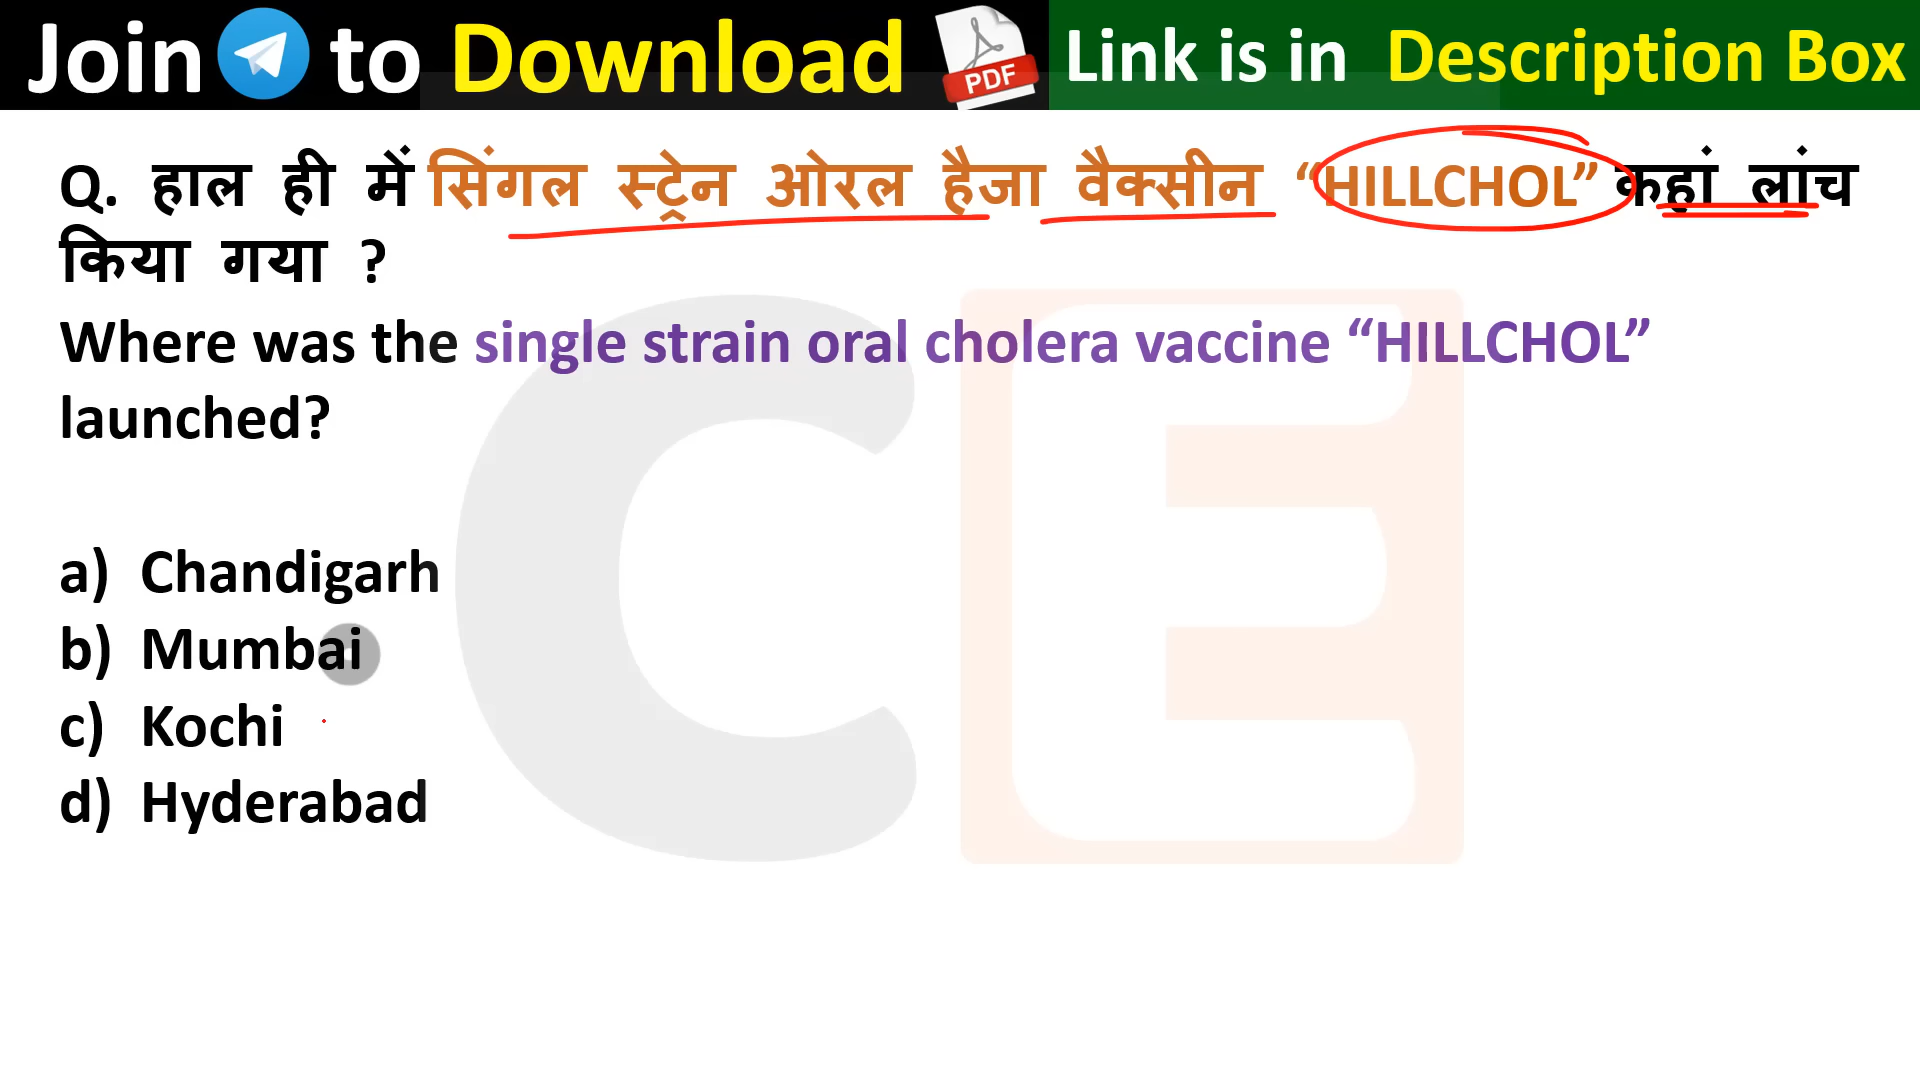 Join to Download PDF Link is in Description Box
Q. हाल ही में सिंगल स्ट्रेन ओरल हैजा वैक्सीन “HILLCHOL” कहां लांच
किया गया ?
Where was the single strain oral cholera vaccine “HILLCHOL”
launched?
a) Chandigarh
b) Mumbai
c) Kochi
d) Hyderabad
CE